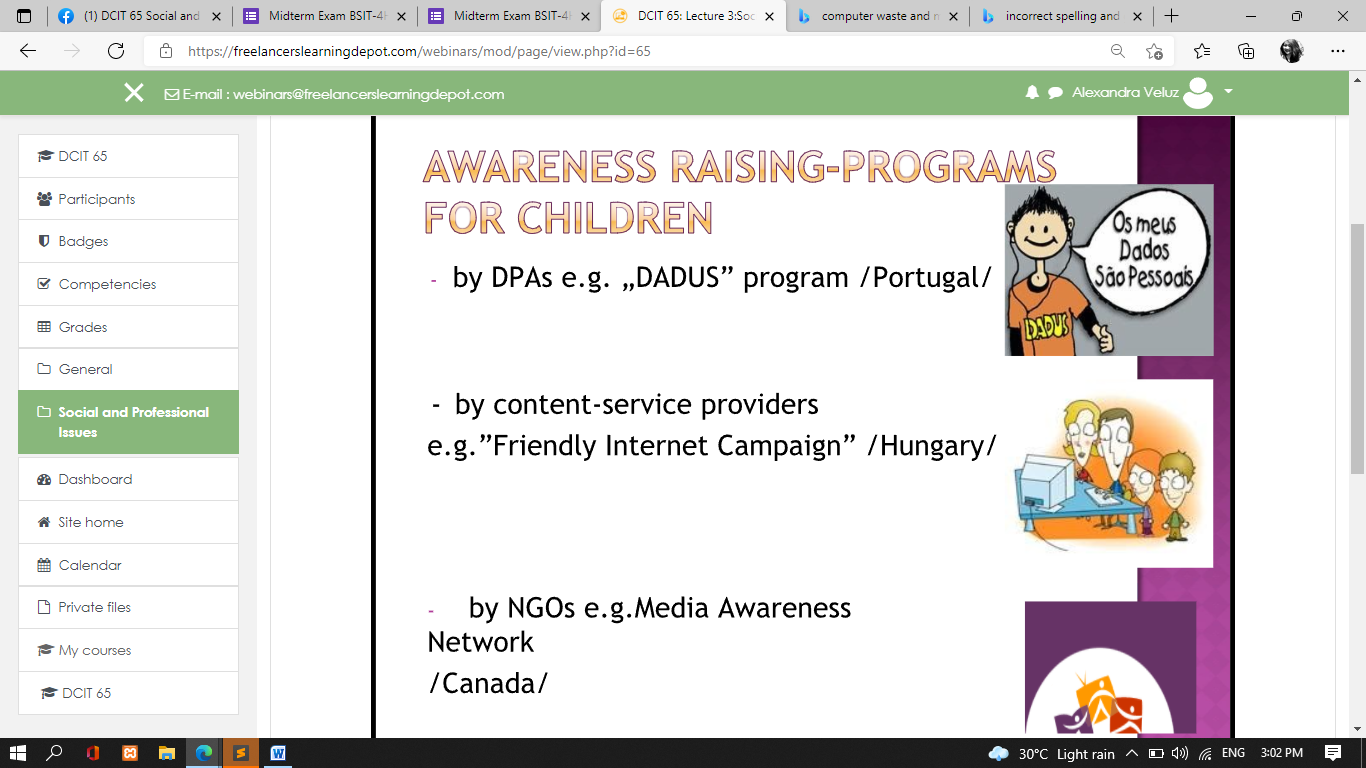 (1) DCIT 65 Social and
Midterm Exam BSIT-4
Midterm Exam BSIT-4
DCIT 65: Lecture 3:Soc
computer waste and
incorrect spelling and
https://freelancerslearningdepot.com/webinars/mod/page/view.php?id=65
E-mail : webinars@freelancerslearningdepot.com
Alexandra Veluz
DCIT 65
Participants
Badges
Competencies
Grades
General
Social and Professional
Issues
Dashboard
Site home
Calendar
Private files
My courses
DCIT 65
AWARENESS RAISING-PROGRAMS
FOR CHILDREN
- by DPAs e.g. „DADUS” program /Portugal/
Os meus
Dados
São Pessoais
DADUS
- by content-service providers
e.g.”Friendly Internet Campaign” /Hungary/
- by NGOs e.g.Media Awareness
Network
/Canada/
30°C Light rain
ENG
3:02 PM